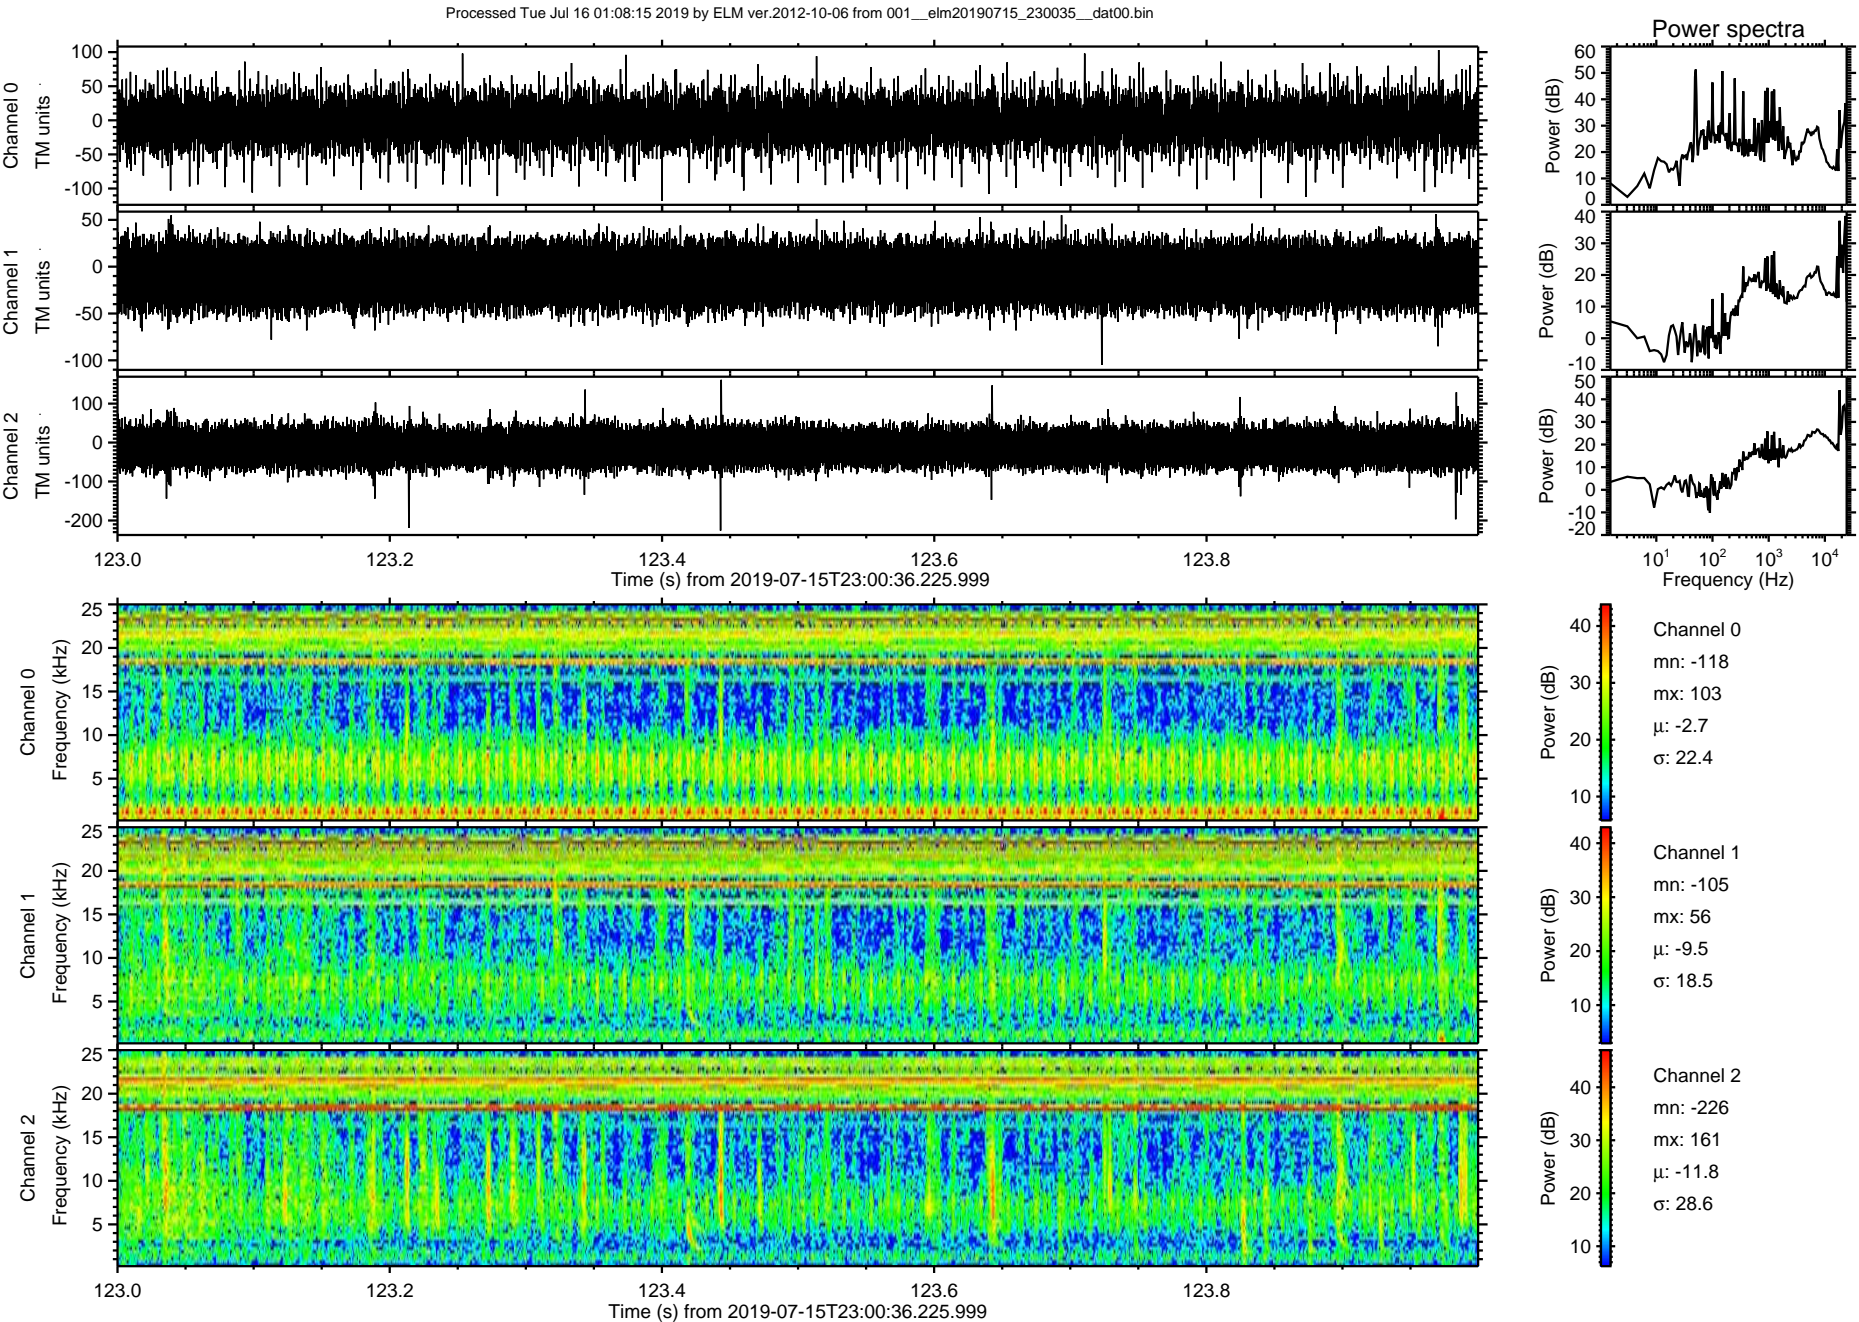 Processed Tue Jul 16 01:08:15 2019 by ELM ver.2012-10-06 from 001__elm20190715_230035__dat00.bin
Power spectra
Channel 0
TM units
100
50
0
-50
-100
Power (dB)
60
50
40
30
20
10
0
Channel 1
TM units
50
0
-50
-100
Power (dB)
40
30
20
10
0
-10
Channel 2
TM units
100
0
-100
-200
Power (dB)
50
40
30
20
10
0
-10
-20
123.0 123.2 123.4 123.6 123.8
Time (s) from 2019-07-15T23:00:36.225.999
10¹ 10² 10³ 10⁴
Frequency (Hz)
Channel 0
Frequency (kHz)
25
20
15
10
5
Power (dB)
40
30
20
10
Channel 0
mn: -118
mx: 103
μ: -2.7
σ: 22.4
Channel 1
Frequency (kHz)
25
20
15
10
5
Power (dB)
40
30
20
10
Channel 1
mn: -105
mx: 56
μ: -9.5
σ: 18.5
Channel 2
Frequency (kHz)
25
20
15
10
5
Power (dB)
40
30
20
10
Channel 2
mn: -226
mx: 161
μ: -11.8
σ: 28.6
123.0 123.2 123.4 123.6 123.8
Time (s) from 2019-07-15T23:00:36.225.999